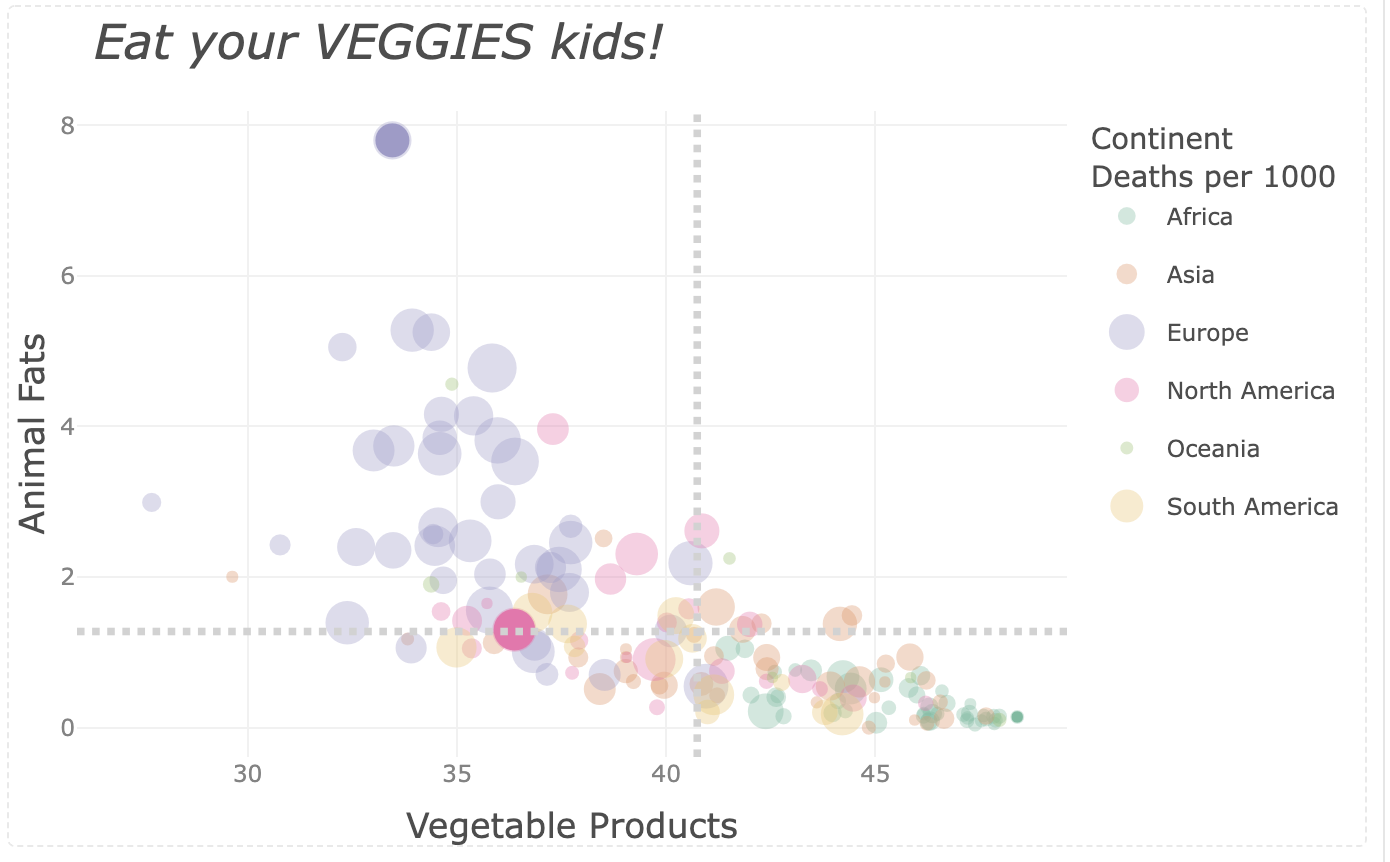 Eat your VEGGIES kids!
8
6
4
2
0
Animal Fats
30
35
40
45
Vegetable Products
Continent
Deaths per 1000
Africa
Asia
Europe
North America
Oceania
South America